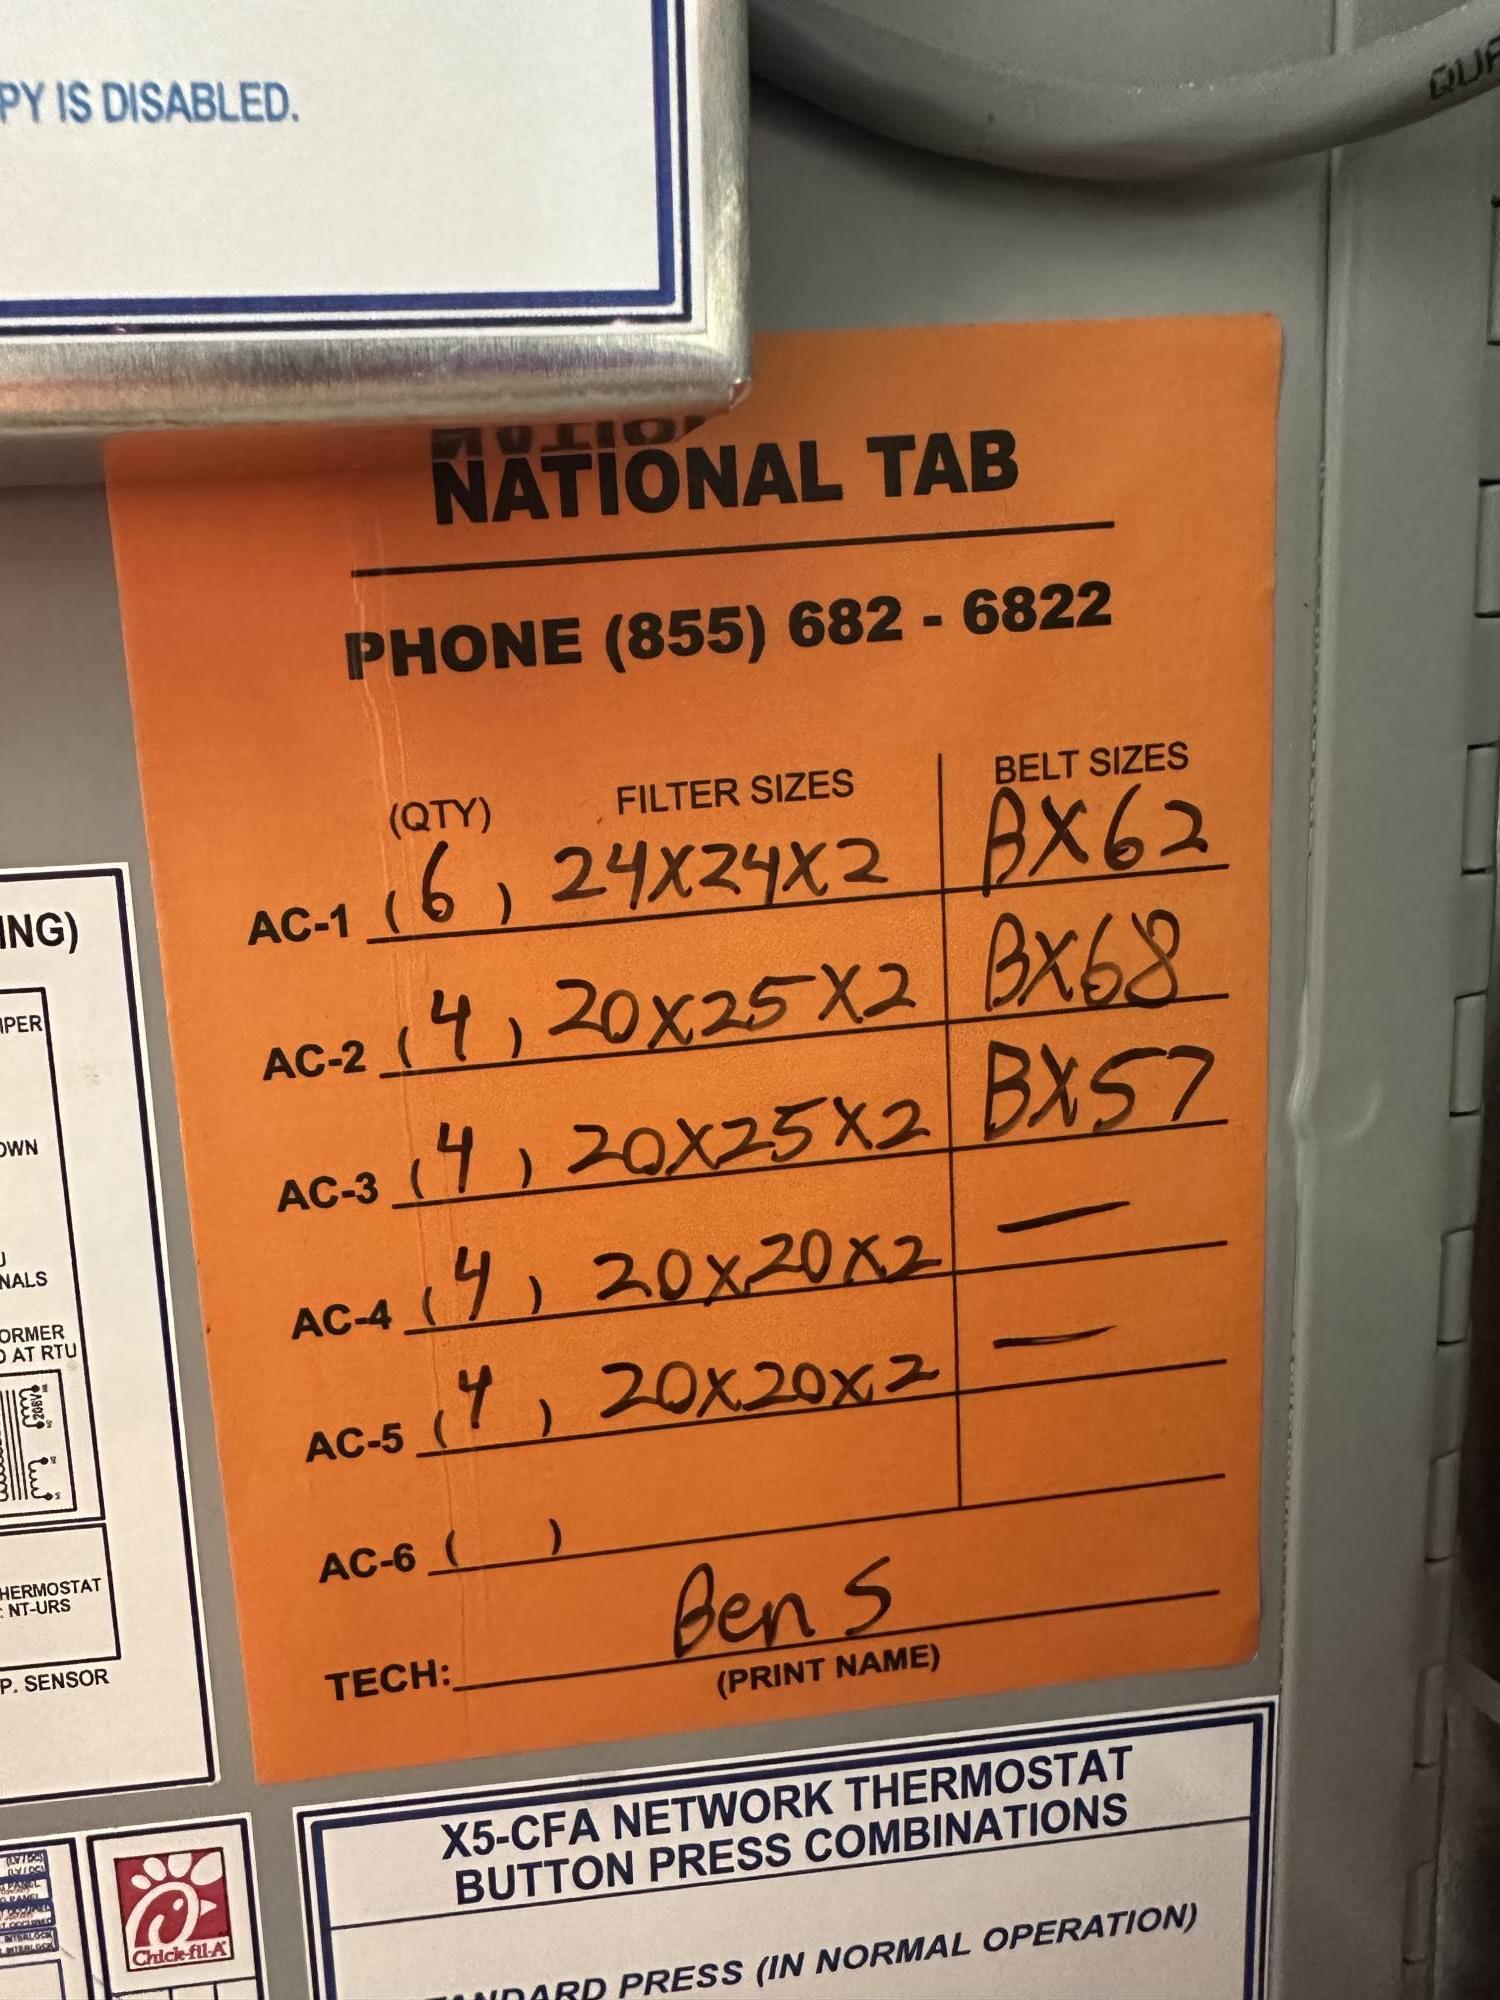 PY IS DISABLED.
NATIONAL TAB
PHONE (855) 682 - 6822
(QTY) FILTER SIZES BELT SIZES
AC-1 (6) 24X24X2 BX62
AC-2 (4) 20X25X2 BX68
AC-3 (4) 20X25X2 BX57
AC-4 (4) 20X20X2 —
AC-5 (4) 20X20X2 —
AC-6 ( )
TECH: Ben S
(PRINT NAME)
ING)
IPER
OWN
NALS
ORMER
D AT RTU
HERMOSTAT
: NT-URS
P. SENSOR
X5-CFA NETWORK THERMOSTAT
BUTTON PRESS COMBINATIONS
TANDARD PRESS (IN NORMAL OPERATION)
Chick-fil-A